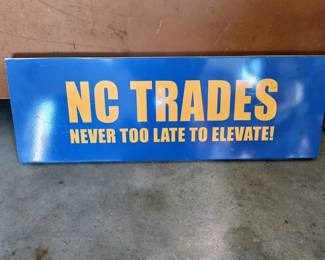 NC TRADES
NEVER TOO LATE TO ELEVATE!